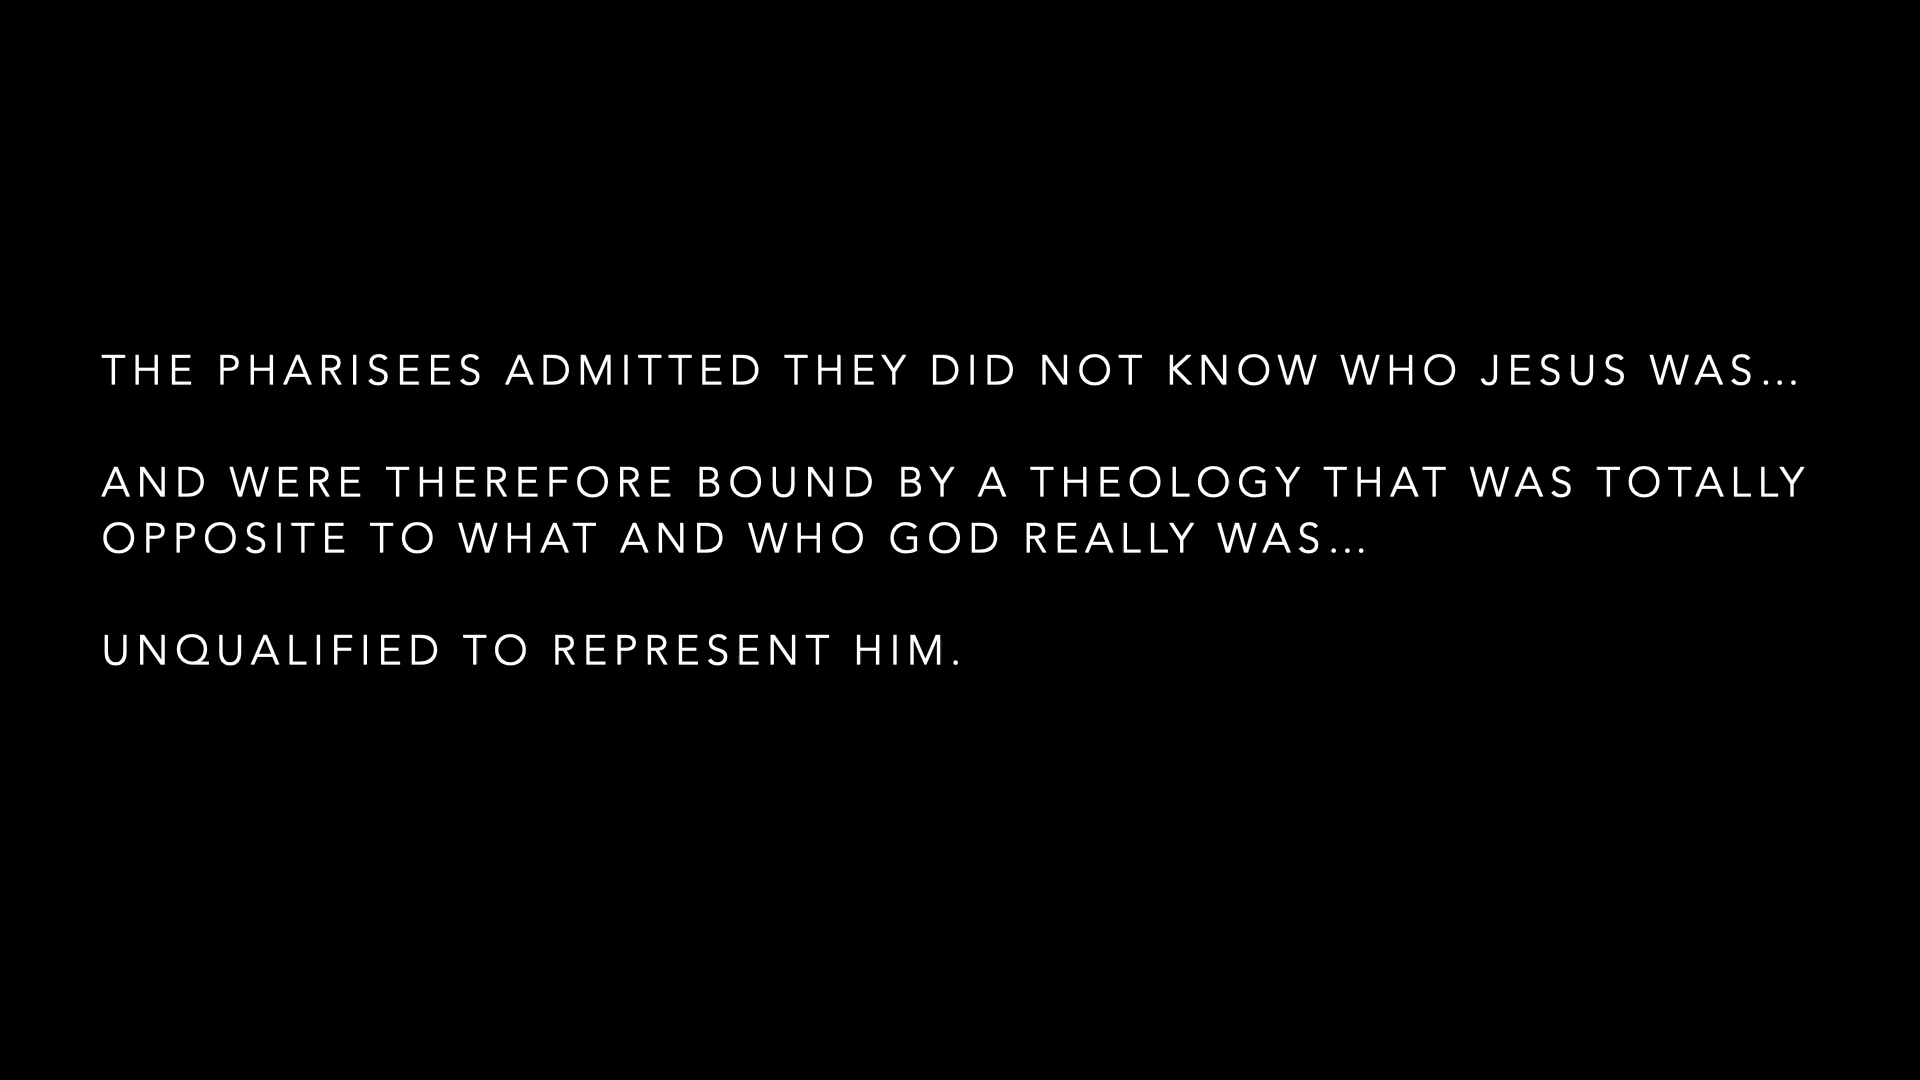 THE PHARISEES ADMITTED THEY DID NOT KNOW WHO JESUS WAS…
AND WERE THEREFORE BOUND BY A THEOLOGY THAT WAS TOTALLY
OPPOSITE TO WHAT AND WHO GOD REALLY WAS…
UNQUALIFIED TO REPRESENT HIM.